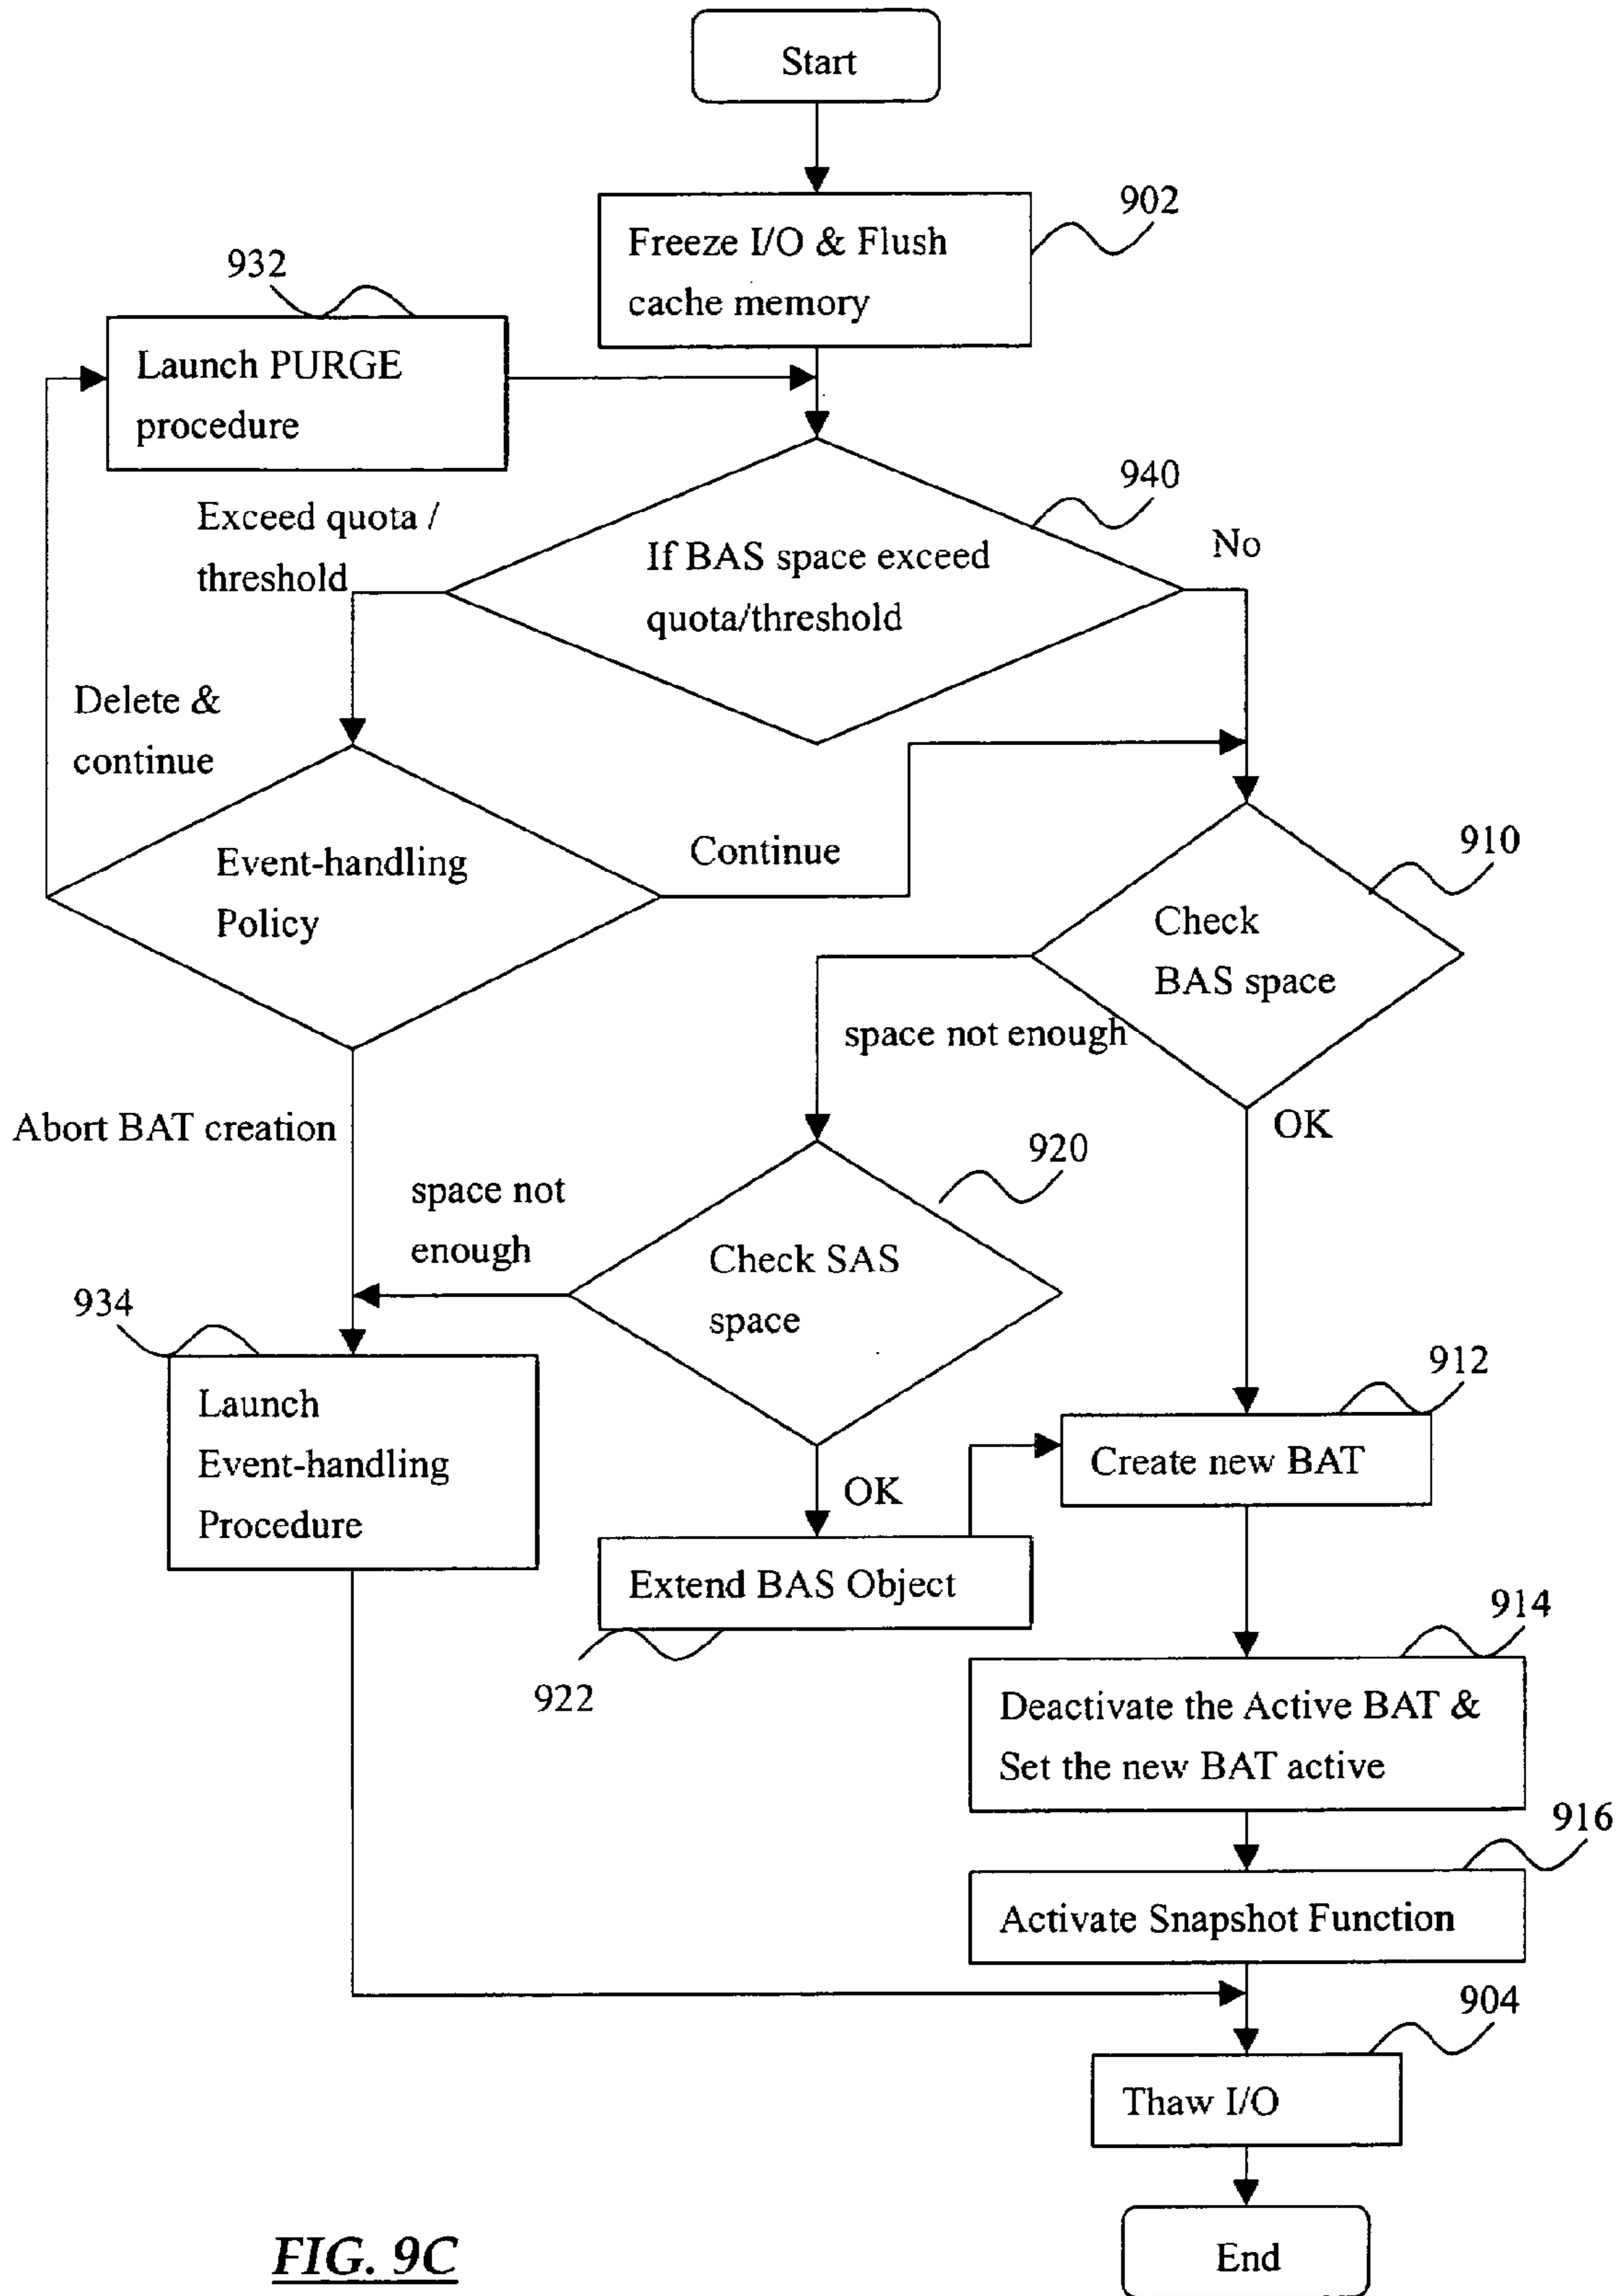 Start
902
Freeze I/O & Flush
cache memory
932
Launch PURGE
procedure
940
Exceed quota /
threshold
If BAS space exceed
quota/threshold
No
Delete &
continue
Event-handling
Policy
Continue
910
Check
BAS space
space not enough
Abort BAT creation
OK
920
space not
enough
Check SAS
space
934
Launch
Event-handling
Procedure
912
Create new BAT
OK
Extend BAS Object
922
914
Deactivate the Active BAT &
Set the new BAT active
916
Activate Snapshot Function
904
Thaw I/O
End
FIG. 9C